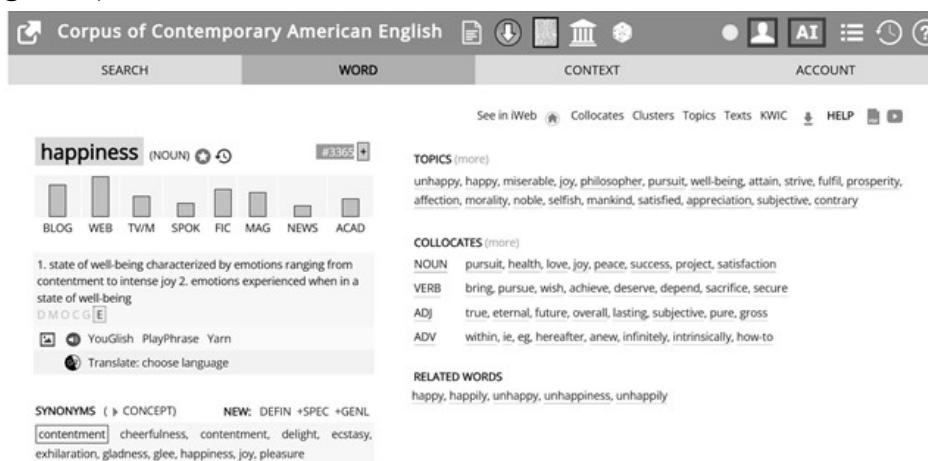 Corpus of Contemporary American English
AI
SEARCH WORD CONTEXT ACCOUNT
See in iWeb Collocates Clusters Topics Texts KWIC HELP
happiness (NOUN) #3365 +
BLOG WEB TV/M SPOK FIC MAG NEWS ACAD
1. state of well-being characterized by emotions ranging from
contentment to intense joy 2. emotions experienced when in a
state of well-being
D M O C G E
YouGlish PlayPhrase Yarn
Translate: choose language
SYNONYMS ( CONCEPT) NEW: DEFIN +SPEC +GENL
contentment cheerfulness, contentment, delight, ecstasy,
exhilaration, gladness, glee, happiness, joy, pleasure
TOPICS (more)
unhappy, happy, miserable, joy, philosopher, pursuit, well-being, attain, strive, fulfil, prosperity,
affection, morality, noble, selfish, mankind, satisfied, appreciation, subjective, contrary
COLLOCATES (more)
NOUN pursuit, health, love, joy, peace, success, project, satisfaction
VERB bring, pursue, wish, achieve, deserve, depend, sacrifice, secure
ADJ true, eternal, future, overall, lasting, subjective, pure, gross
ADV within, ie, eg, hereafter, anew, infinitely, intrinsically, how-to
RELATED WORDS
happy, happily, unhappy, unhappiness, unhappily